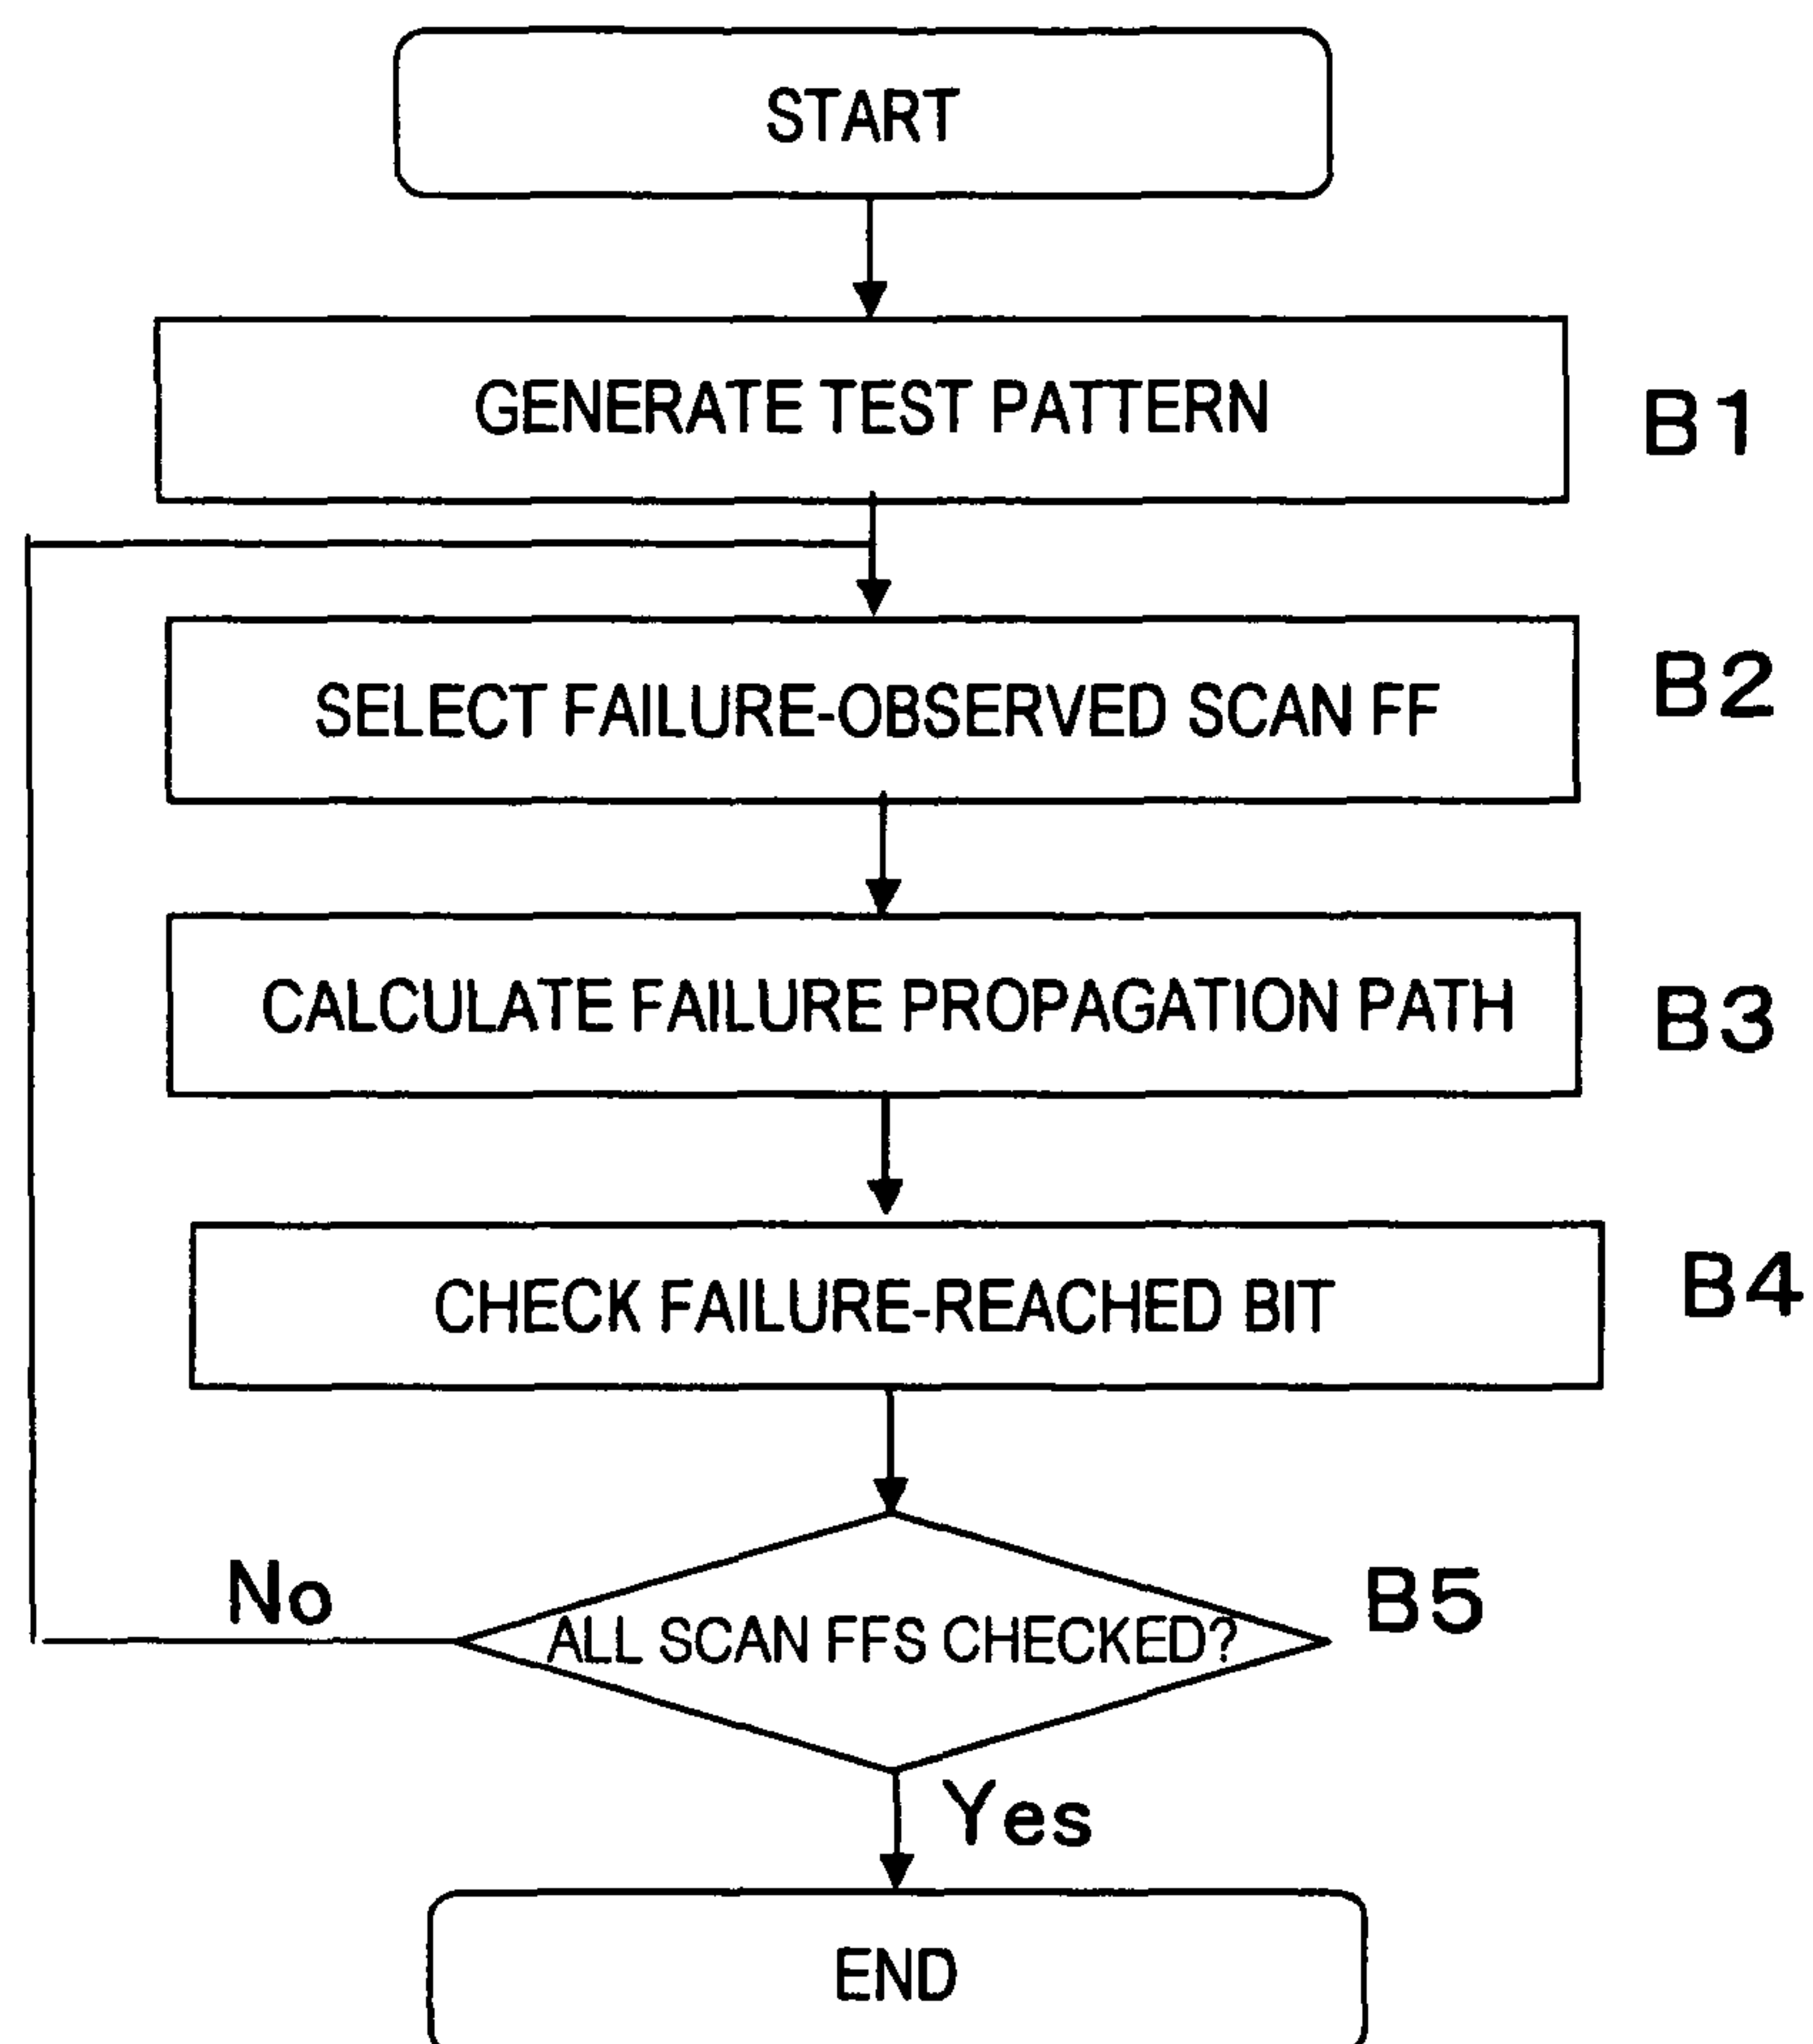 START
GENERATE TEST PATTERN
B1
SELECT FAILURE-OBSERVED SCAN FF
B2
CALCULATE FAILURE PROPAGATION PATH
B3
CHECK FAILURE-REACHED BIT
B4
No
ALL SCAN FFS CHECKED?
B5
Yes
END